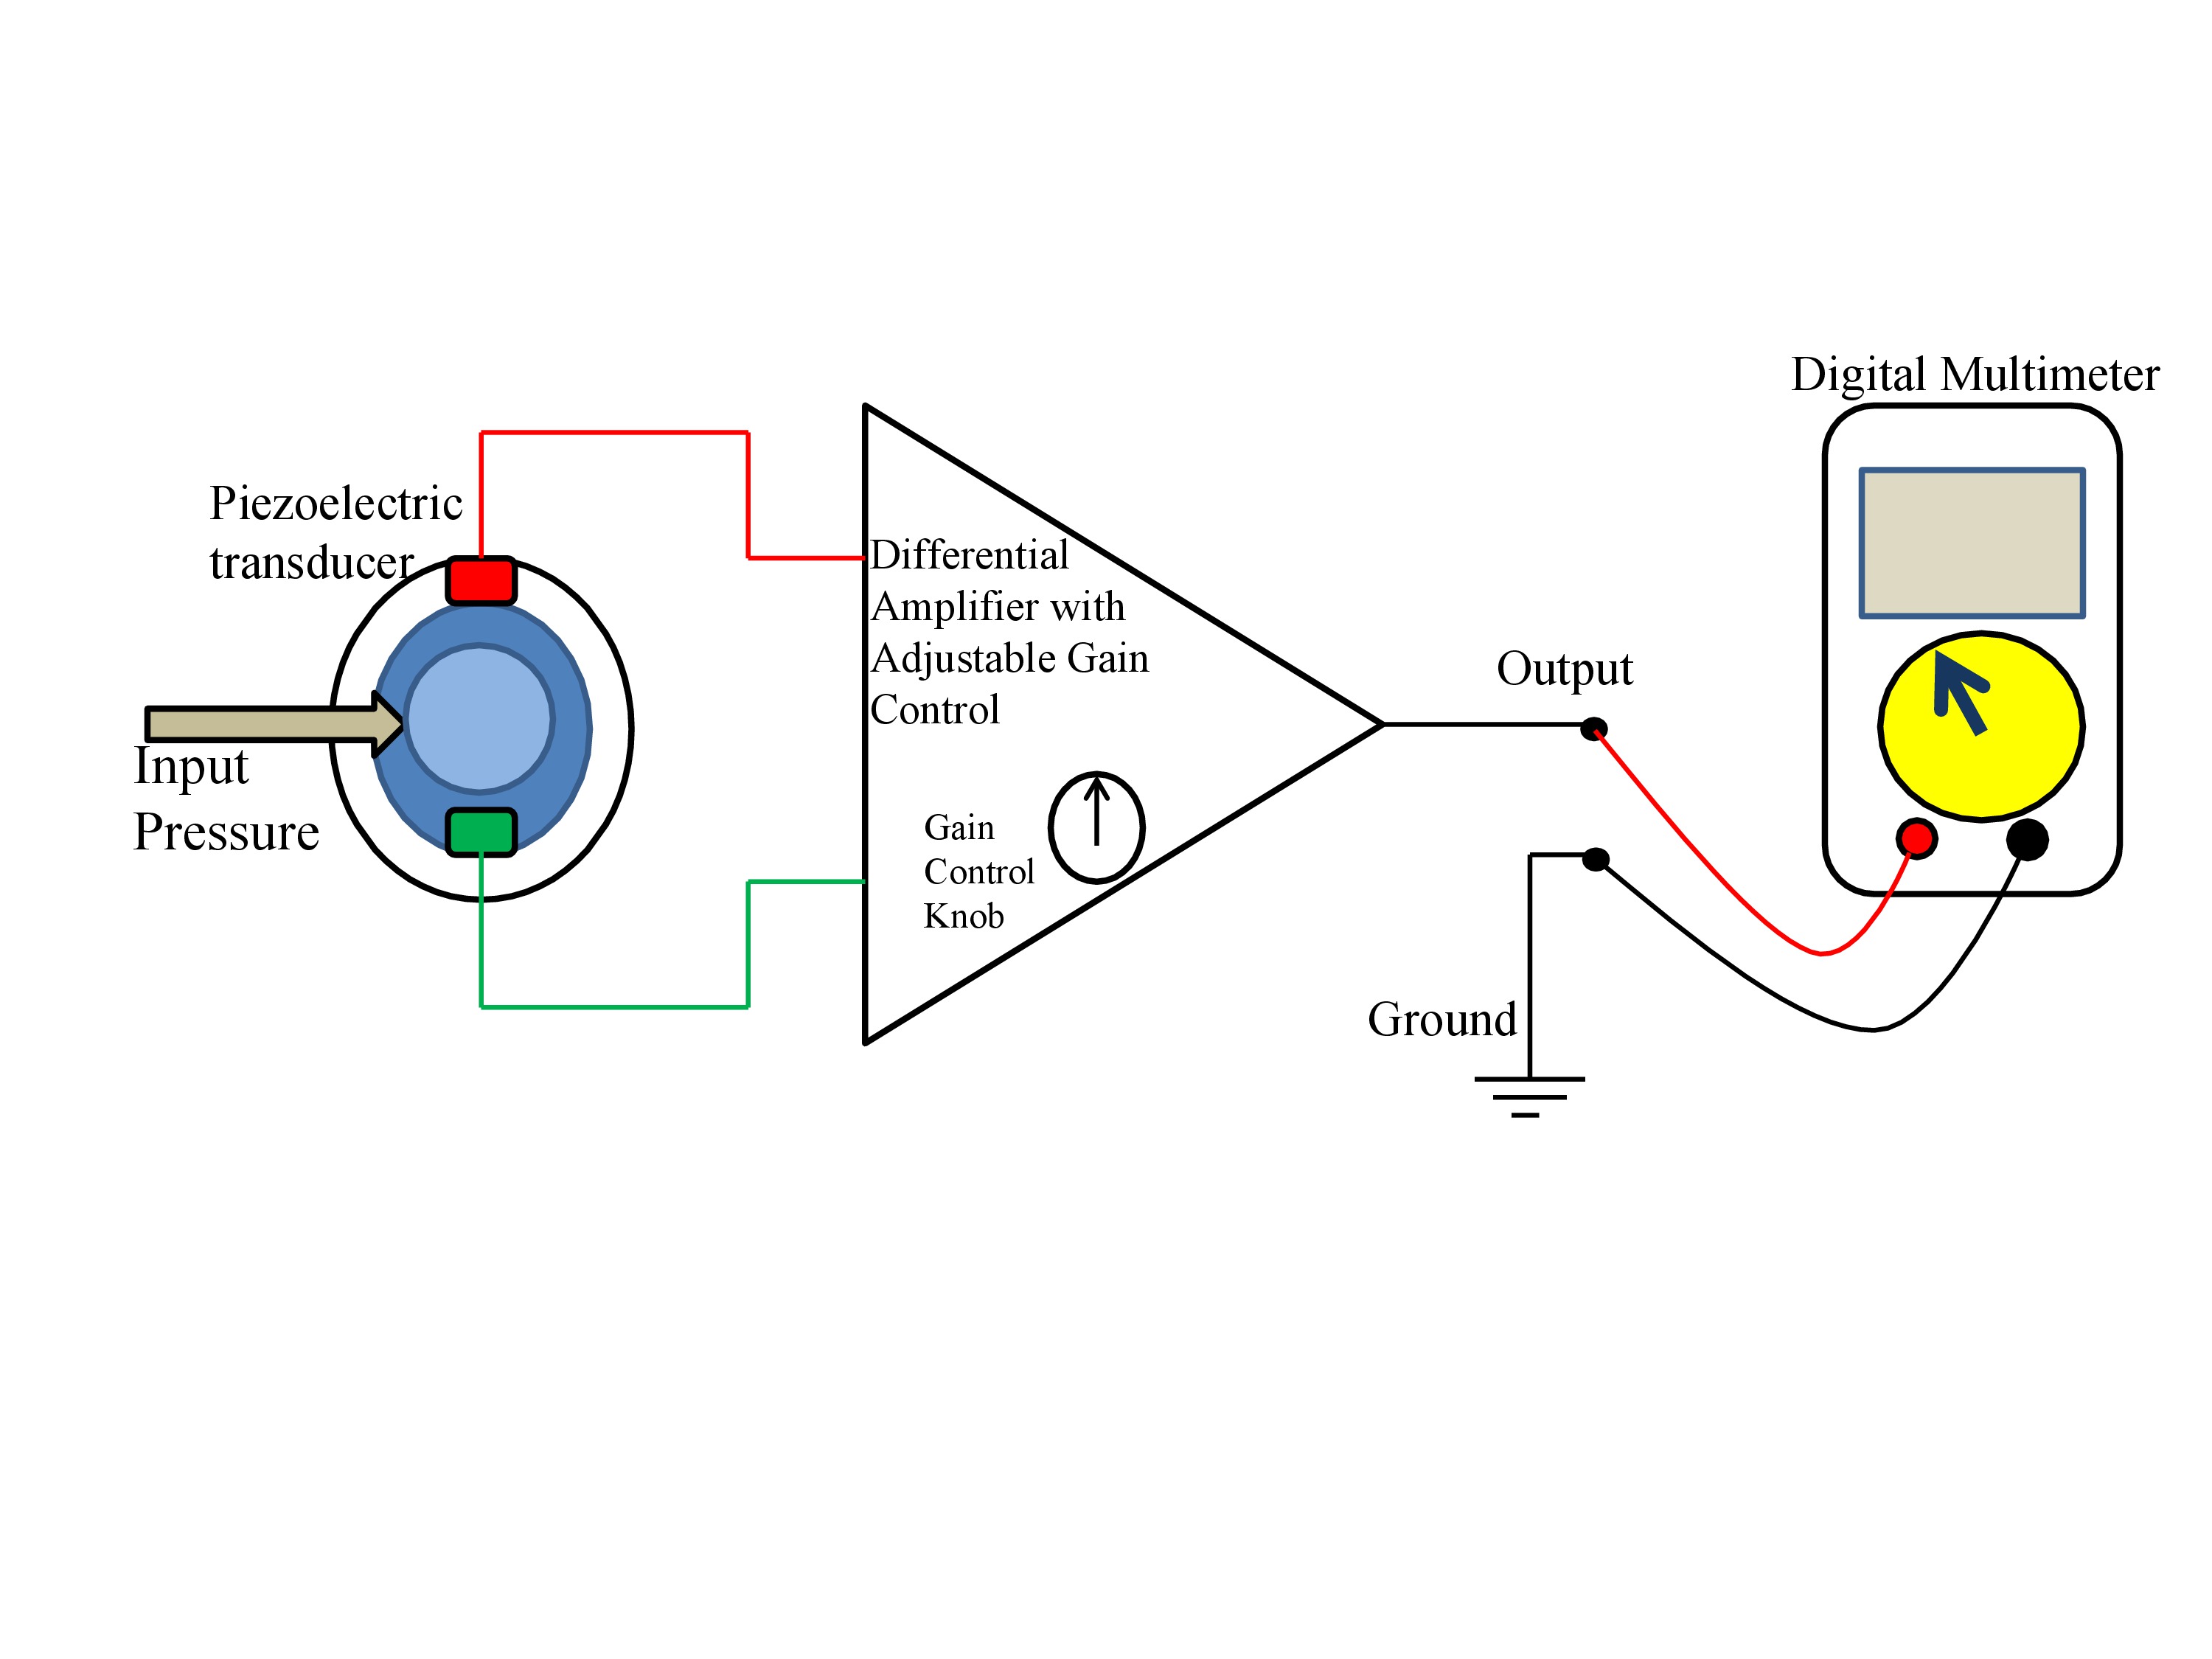 Digital Multimeter
Piezoelectric
transducer
Differential
Amplifier with
Adjustable Gain
Control
Output
Input
Pressure
Gain
Control
Knob
Ground